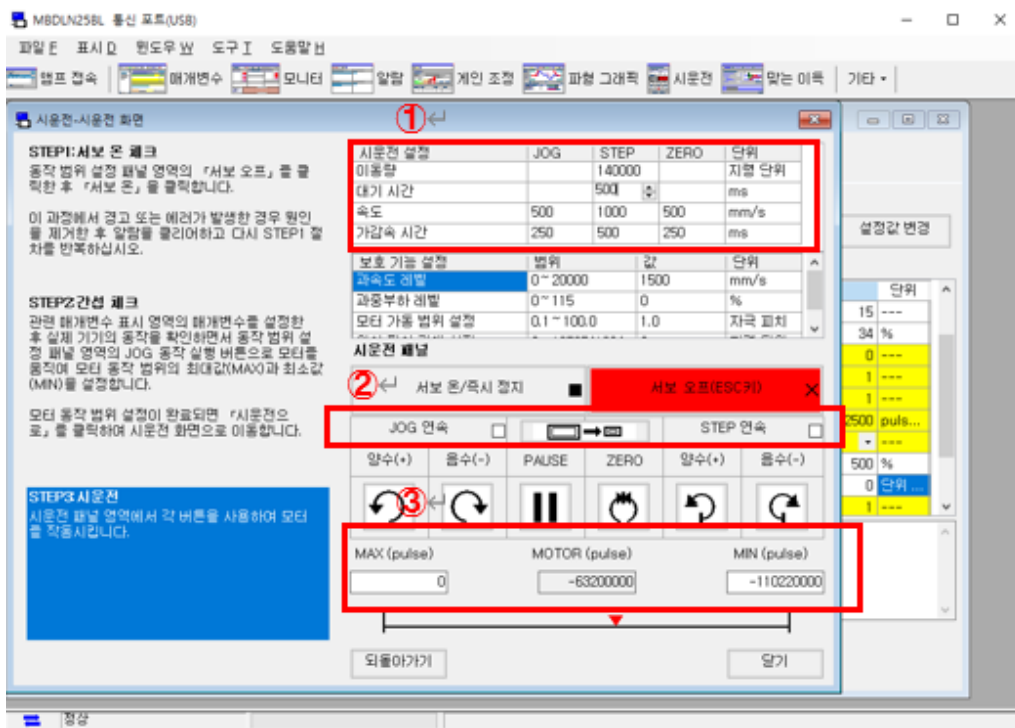 MBDLN25BL 통신 포트(USB)
파일 F 표시 D 윈도우 W 도구 T 도움말 H
앰프 접속 매개변수 모니터 알람 게인 조정 파형 그래픽 시운전 맞는 이득 기타
시운전-시운전 화면
①
STEP1:서보 온 체크
동작 범위 설정 패널 영역의 「서보 오프」를 클
릭한 후 「서보 온」을 클릭합니다.
이 과정에서 경고 또는 에러가 발생한 경우 원인
을 제거한 후 알람을 클리어하고 다시 STEP1 절
차를 반복하십시오.
STEP2:간섭 체크
관련 매개변수 표시 영역의 매개변수를 설정한
후 실제 기기의 동작을 확인하면서 동작 범위 설
정 패널 영역의 JOG 동작 실행 버튼으로 모터를
움직여 모터 동작 범위의 최대값(MAX)과 최소값
(MIN)을 설정합니다.
모터 동작 범위 설정이 완료되면 「시운전으
로」를 클릭하여 시운전 화면으로 이동합니다.
STEP3:시운전
시운전 패널 영역에서 각 버튼을 사용하여 모터
를 작동시킵니다.
시운전 설정 JOG STEP ZERO 단위
이동량 140000 지령 단위
대기 시간 500 ms
속도 500 1000 500 mm/s
가감속 시간 250 500 250 ms
보호 기능 설정 범위 값 단위
과속도 레벨 0~20000 1500 mm/s
과중부하 레벨 0~115 0 %
모터 가동 범위 설정 0.1~100.0 1.0 자극 피치
시운전 패널
②
서보 온/즉시 정지 서보 오프(ESC키)
JOG 연속 STEP 연속
양수(+) 음수(-) PAUSE ZERO 양수(+) 음수(-)
③
MAX (pulse) MOTOR (pulse) MIN (pulse)
0 -63200000 -110220000
되돌아가기 닫기
설정값 변경
단위
15 ---
34 %
0 ---
1 ---
1 ---
2500 puls...
---
500 %
0 단위 ...
1 ---
정상